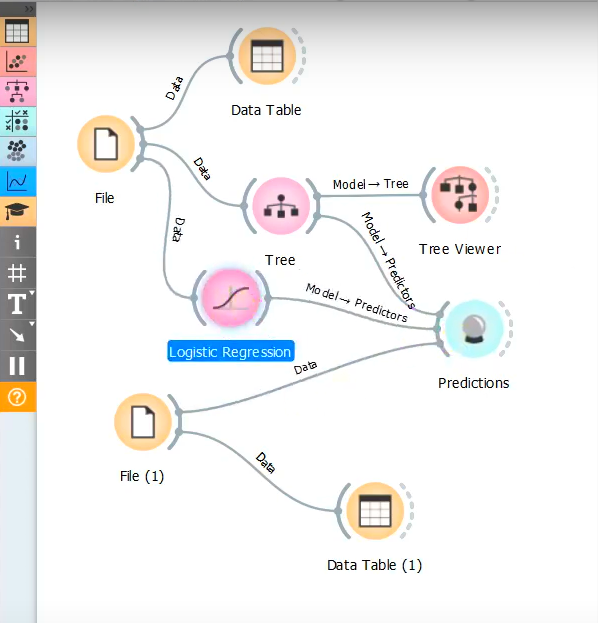 Data
Data Table
File
Data
Model → Tree
Tree Viewer
Data
Tree
Model → Predictors
Model → Predictors
Logistic Regression
Data
Predictions
File (1)
Data
Data Table (1)
i
T
?